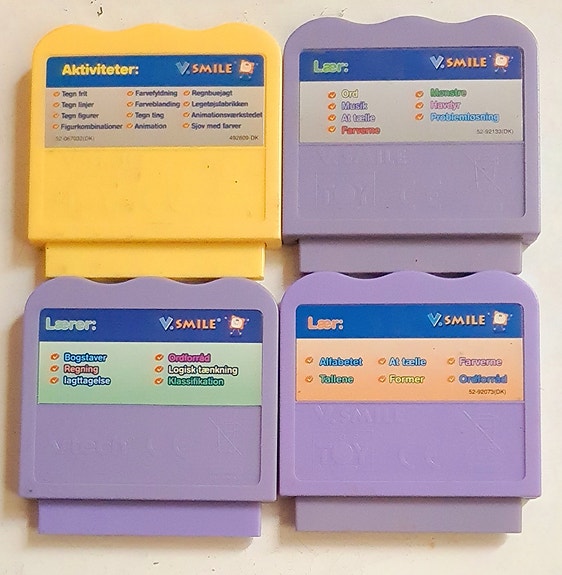 Aktiviteter: V.SMILE
Tegn frit Farvefyldning Regnbuejagt
Tegn linjer Farveblanding Legetøjsfabrikken
Tegn figurer Tegn ting Animationsværkstedet
Figurkombinationer Animation Sjov med farver
52-067032(DK) 492609-DK
Lær: V.SMILE
Ord Mønstre
Musik Havdyr
At tælle Problemløsning
Farverne
52-92133(DK)
Lærer: V.SMILE
Bogstaver Ordforråd
Regning Logisk tænkning
Iagttagelse Klassifikation
Lær: V.SMILE
Alfabetet At tælle Farverne
Tallene Former Ordforråd
52-92073(DK)